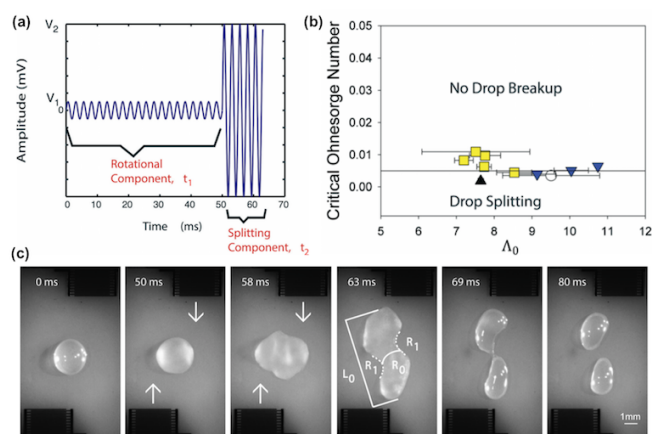 (a)
V2
V1
0
Amplitude (mV)
Rotational
Component, t1
0 10 20 30 40 50 60 70
Time (ms)
Splitting
Component, t2
(b)
Critical Ohnesorge Number
0.05
0.04
0.03
0.02
0.01
0.00
No Drop Breakup
Drop Splitting
5 6 7 8 9 10 11 12
Λ0
(c)
0 ms
50 ms
58 ms
63 ms
69 ms
80 ms
R1
R1
R0
L0
1mm